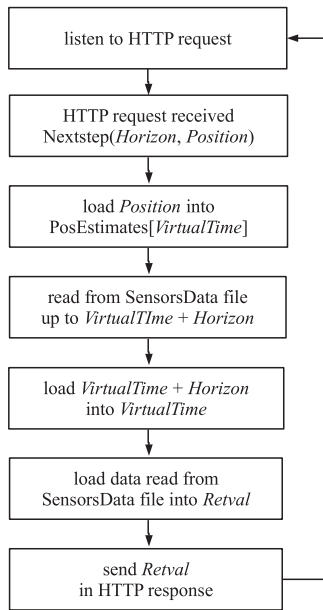 listen to HTTP request
HTTP request received
Nextstep(Horizon, Position)
load Position into
PosEstimates[VirtualTime]
read from SensorsData file
up to VirtualTIme + Horizon
load VirtualTime + Horizon
into VirtualTime
load data read from
SensorsData file into Retval
send Retval
in HTTP response